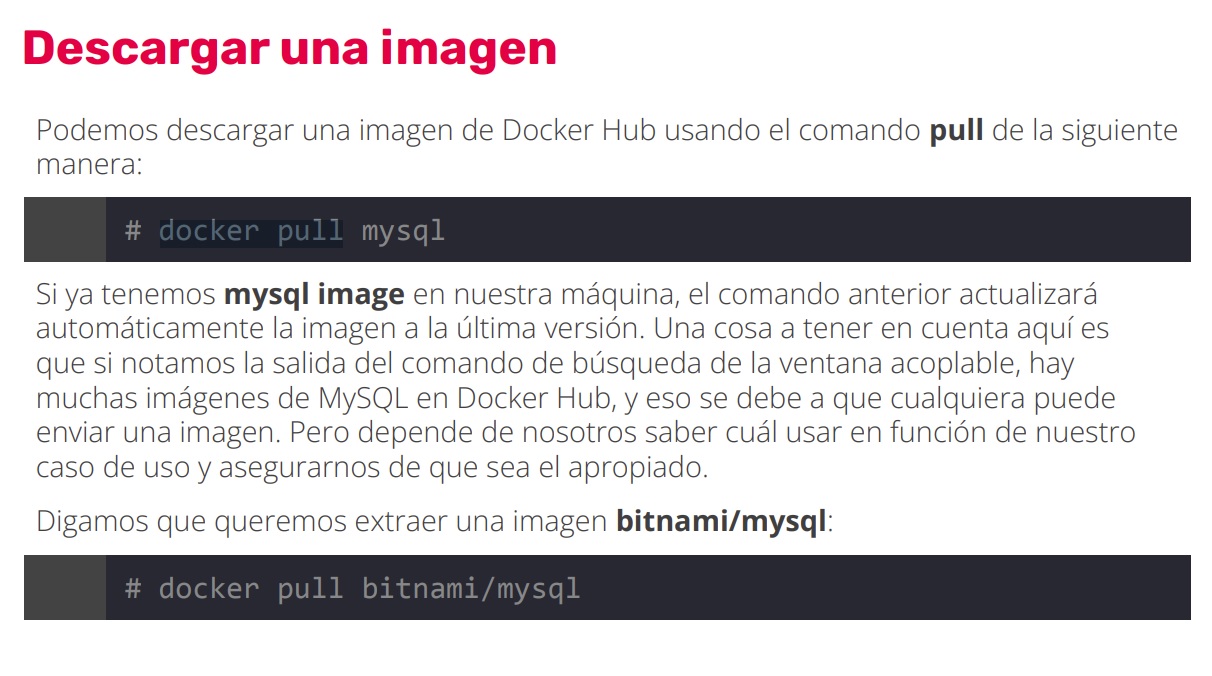 Descargar una imagen
Podemos descargar una imagen de Docker Hub usando el comando pull de la siguiente
manera:
# docker pull mysql
Si ya tenemos mysql image en nuestra máquina, el comando anterior actualizará
automáticamente la imagen a la última versión. Una cosa a tener en cuenta aquí es
que si notamos la salida del comando de búsqueda de la ventana acoplable, hay
muchas imágenes de MySQL en Docker Hub, y eso se debe a que cualquiera puede
enviar una imagen. Pero depende de nosotros saber cuál usar en función de nuestro
caso de uso y asegurarnos de que sea el apropiado.
Digamos que queremos extraer una imagen bitnami/mysql:
# docker pull bitnami/mysql